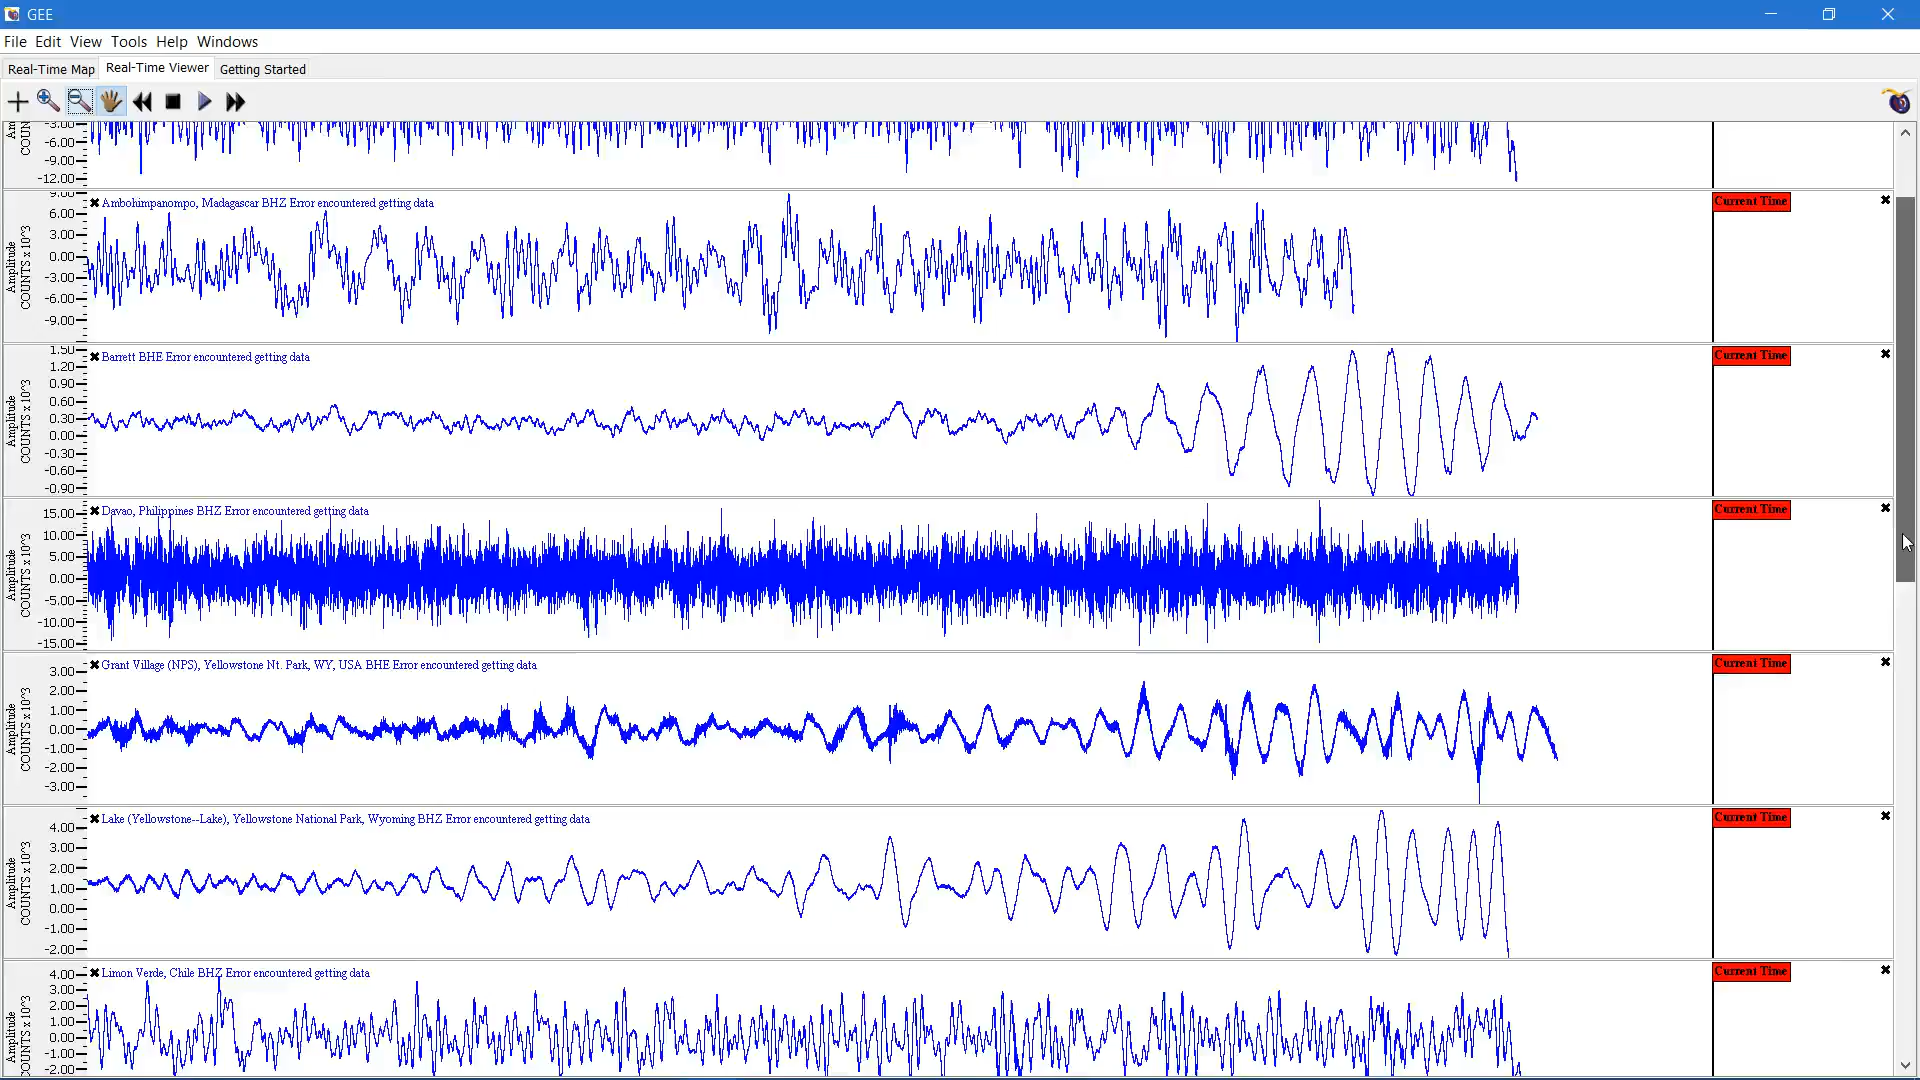 GEE
File Edit View Tools Help Windows
Real-Time Map Real-Time Viewer Getting Started
-3.00
-6.00
-9.00
-12.00
9.00
6.00
3.00
0.00
-3.00
-6.00
-9.00
Amplitude
COUNTS x 10^3
Ambohimpanompo, Madagascar BHZ Error encountered getting data
Current Time
1.50
1.20
0.90
0.60
0.30
0.00
-0.30
-0.60
-0.90
Amplitude
COUNTS x 10^3
Barrett BHE Error encountered getting data
Current Time
15.00
10.00
5.00
0.00
-5.00
-10.00
-15.00
Amplitude
COUNTS x 10^3
Davao, Philippines BHZ Error encountered getting data
Current Time
3.00
2.00
1.00
0.00
-1.00
-2.00
-3.00
Amplitude
COUNTS x 10^3
Grant Village (NPS), Yellowstone Nt. Park, WY, USA BHE Error encountered getting data
Current Time
4.00
3.00
2.00
1.00
0.00
-1.00
-2.00
Amplitude
COUNTS x 10^3
Lake (Yellowstone--Lake), Yellowstone National Park, Wyoming BHZ Error encountered getting data
Current Time
4.00
3.00
2.00
1.00
0.00
-1.00
-2.00
Amplitude
COUNTS x 10^3
Limon Verde, Chile BHZ Error encountered getting data
Current Time